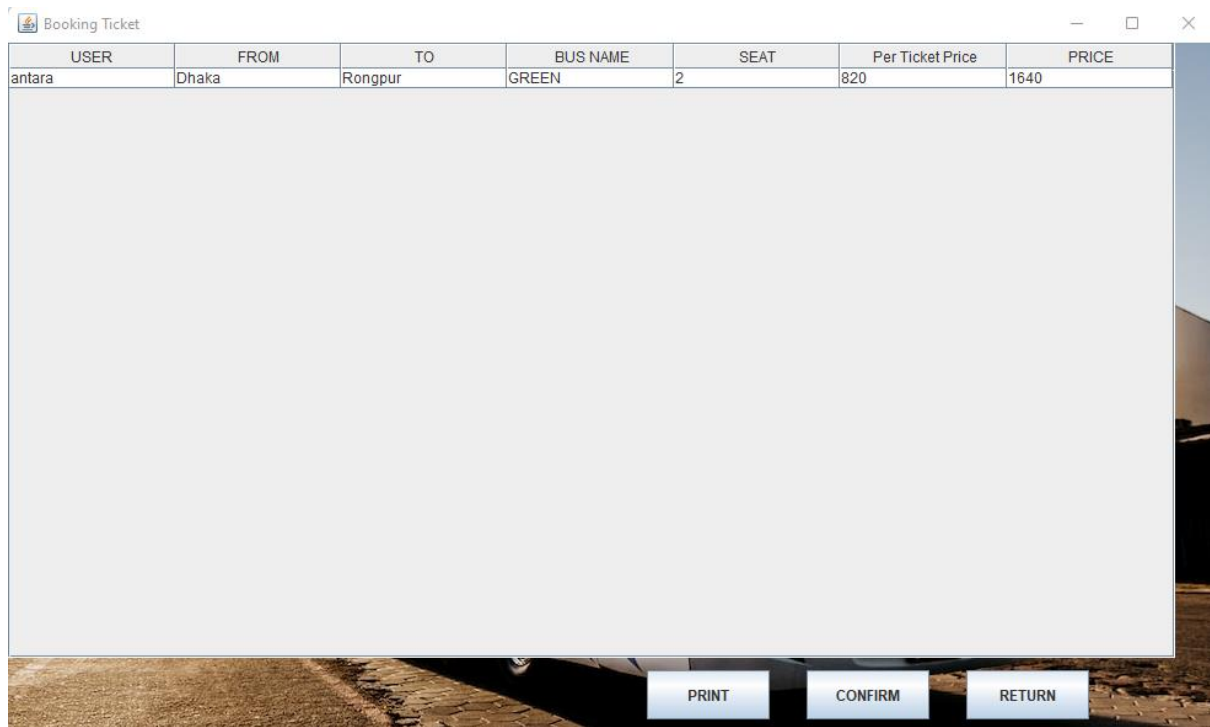 Booking Ticket
USER FROM TO BUS NAME SEAT Per Ticket Price PRICE
antara Dhaka Rongpur GREEN 2 820 1640
PRINT CONFIRM RETURN